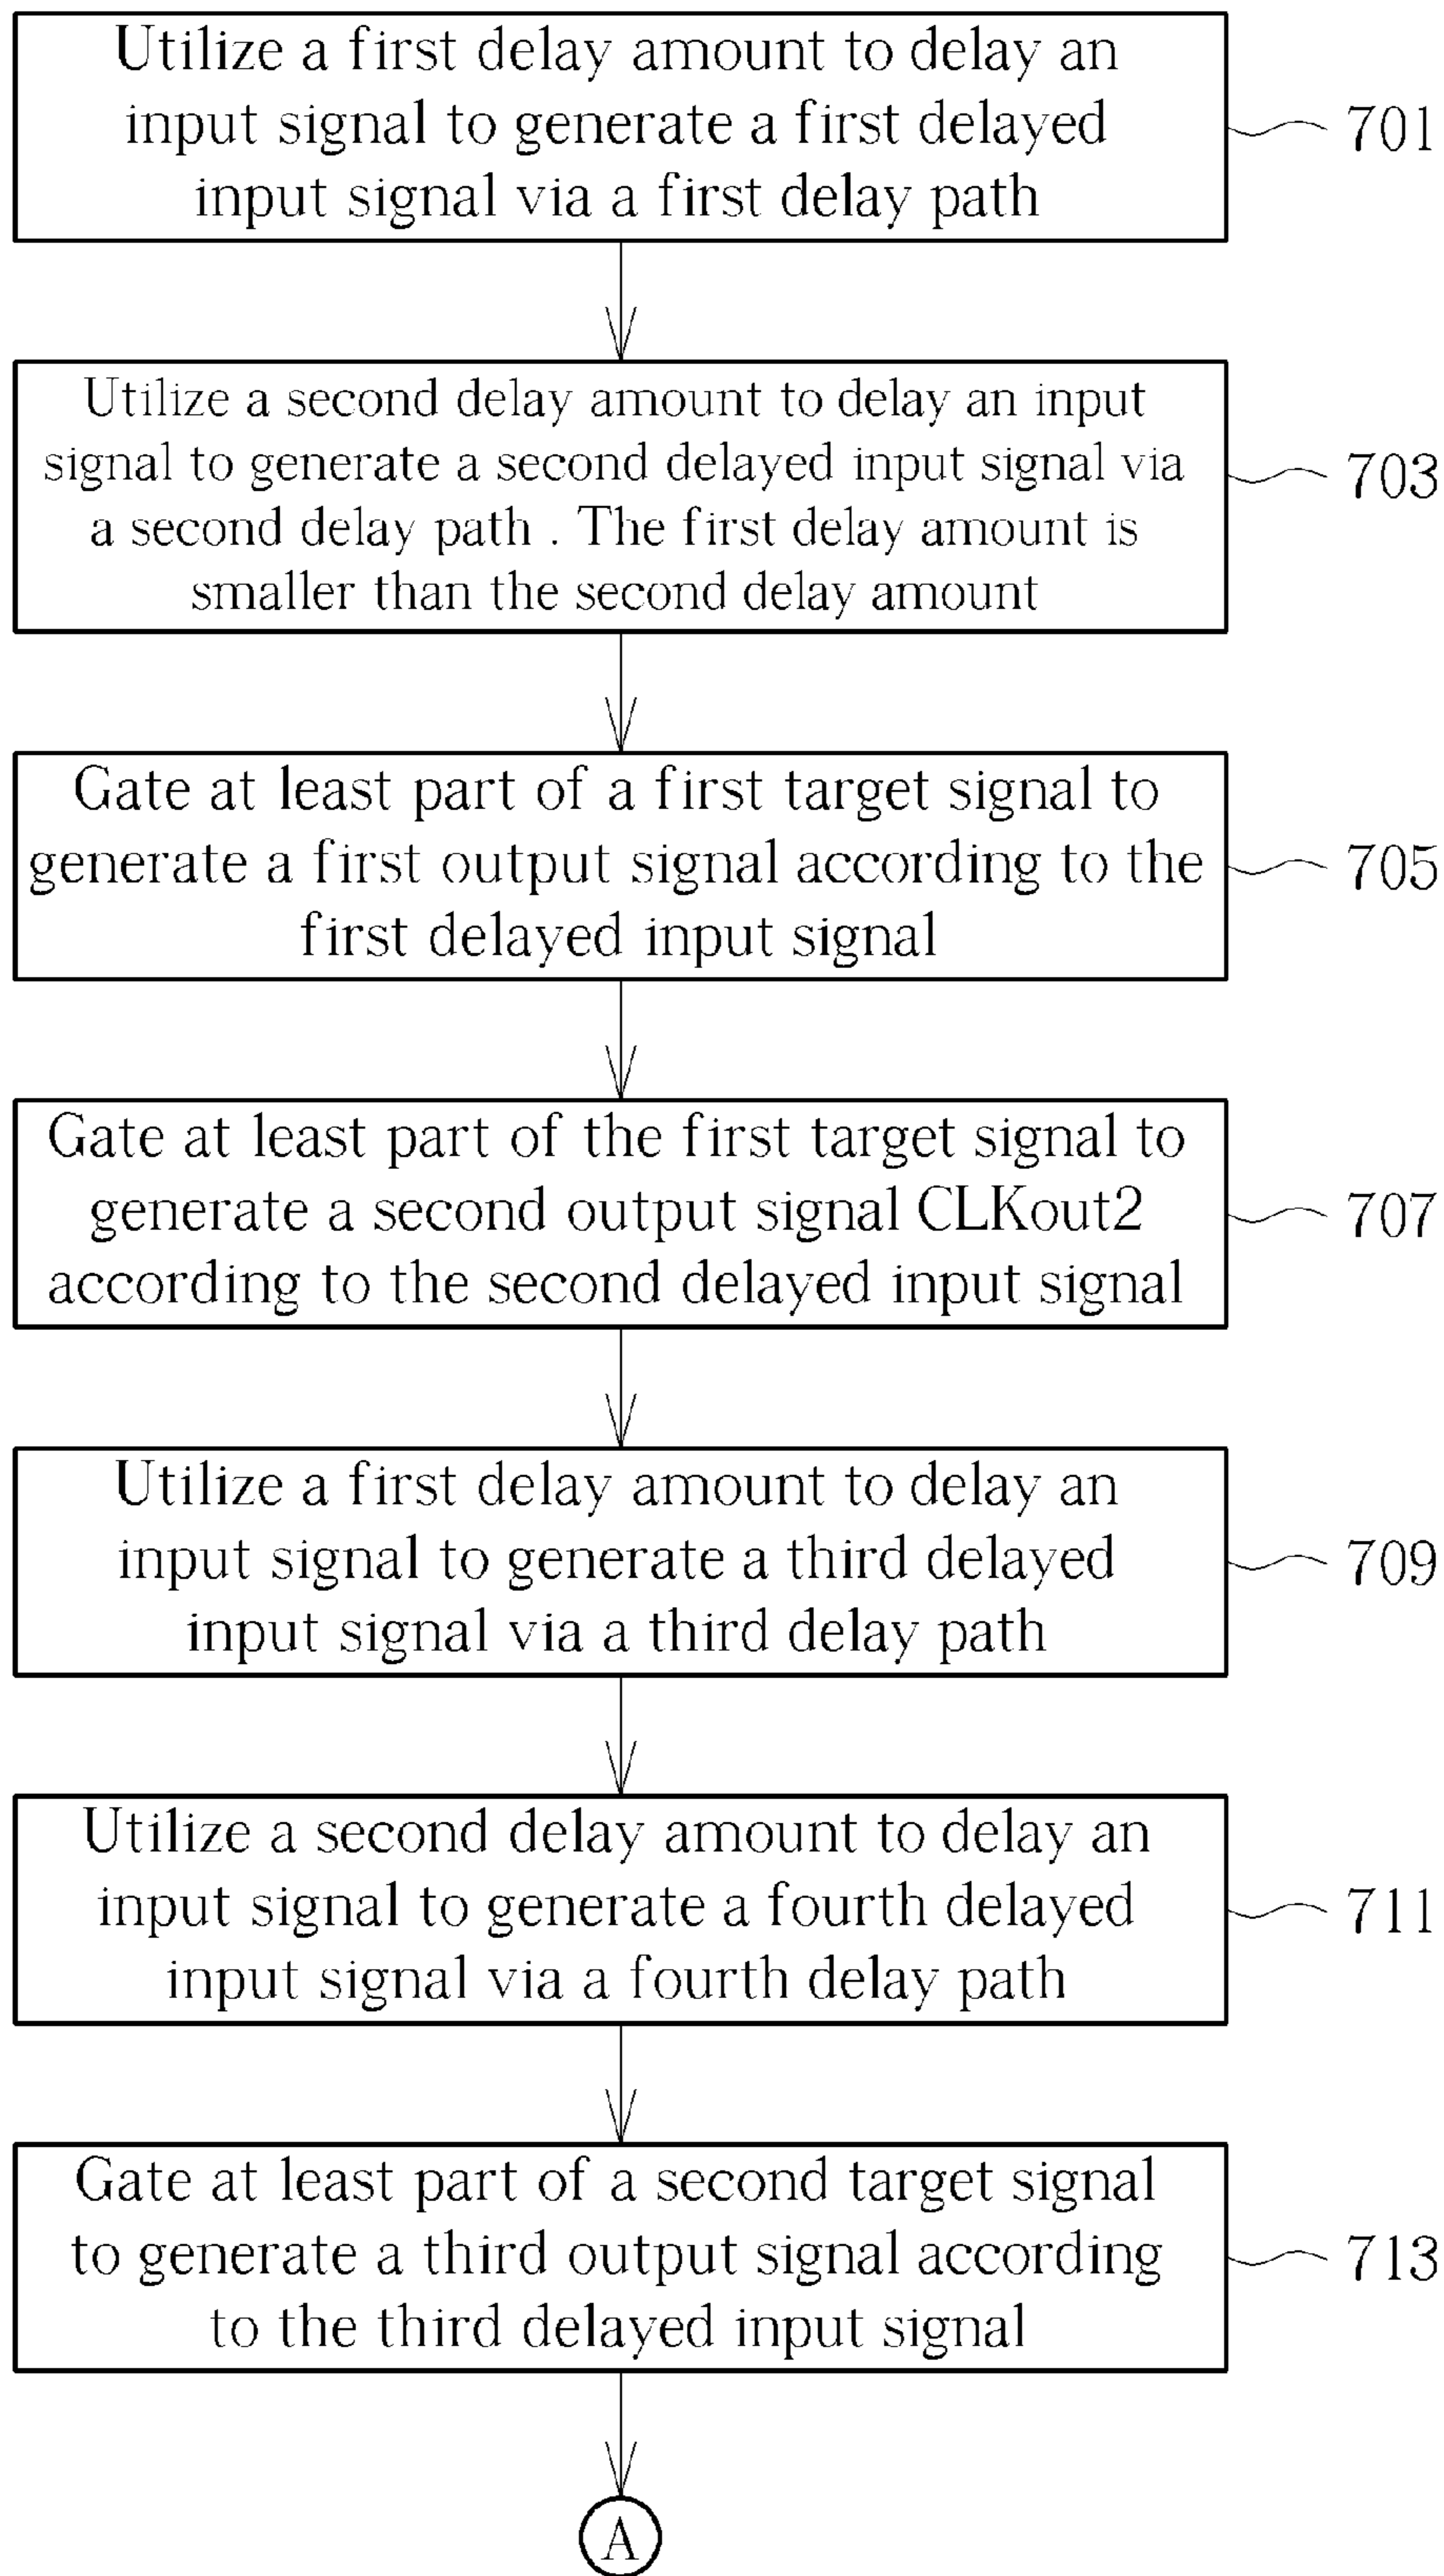 Utilize a first delay amount to delay an
input signal to generate a first delayed
input signal via a first delay path
701
Utilize a second delay amount to delay an input
signal to generate a second delayed input signal via
a second delay path . The first delay amount is
smaller than the second delay amount
703
Gate at least part of a first target signal to
generate a first output signal according to the
first delayed input signal
705
Gate at least part of the first target signal to
generate a second output signal CLKout2
according to the second delayed input signal
707
Utilize a first delay amount to delay an
input signal to generate a third delayed
input signal via a third delay path
709
Utilize a second delay amount to delay an
input signal to generate a fourth delayed
input signal via a fourth delay path
711
Gate at least part of a second target signal
to generate a third output signal according
to the third delayed input signal
713
A